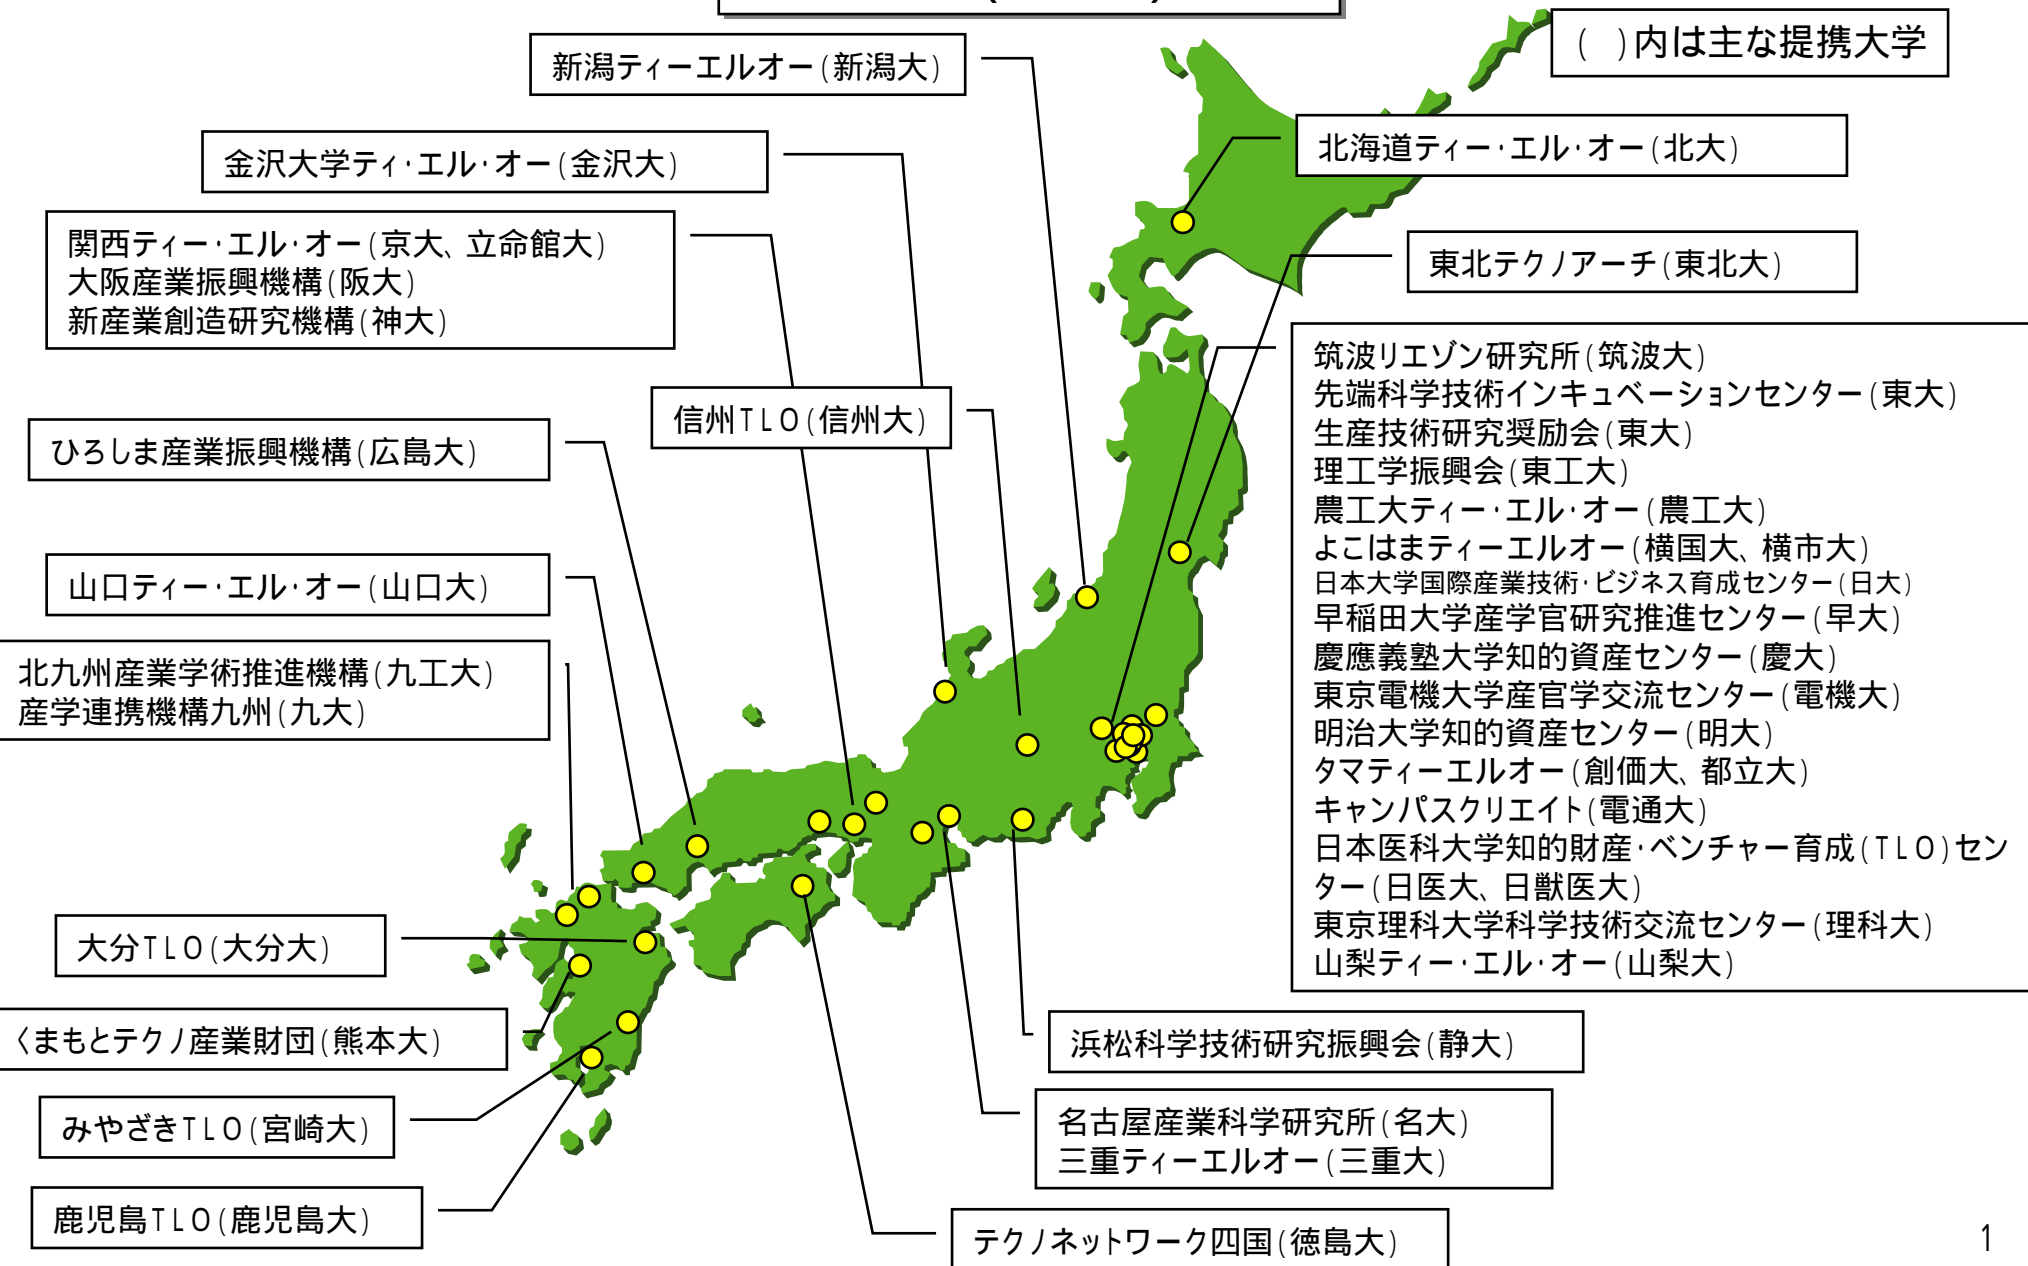 ( )内は主な提携大学
新潟ティーエルオー(新潟大)
北海道ティー・エル・オー(北大)
金沢大学ティ・エル・オー(金沢大)
関西ティー・エル・オー(京大、立命館大)
大阪産業振興機構(阪大)
新産業創造研究機構(神大)
東北テクノアーチ(東北大)
筑波リエゾン研究所(筑波大)
先端科学技術インキュベーションセンター(東大)
生産技術研究奨励会(東大)
理工学振興会(東工大)
農工大ティー・エル・オー(農工大)
よこはまティーエルオー(横国大、横市大)
日本大学国際産業技術・ビジネス育成センター(日大)
早稲田大学産学官研究推進センター(早大)
慶應義塾大学知的資産センター(慶大)
東京電機大学産官学交流センター(電機大)
明治大学知的資産センター(明大)
タマティーエルオー(創価大、都立大)
キャンパスクリエイト(電通大)
日本医科大学知的財産・ベンチャー育成(TLO)セン
ター(日医大、日獣医大)
東京理科大学科学技術交流センター(理科大)
山梨ティー・エル・オー(山梨大)
信州TLO(信州大)
ひろしま産業振興機構(広島大)
山口ティー・エル・オー(山口大)
北九州産業学術推進機構(九工大)
産学連携機構九州(九大)
大分TLO(大分大)
くまもとテクノ産業財団(熊本大)
みやざきTLO(宮崎大)
鹿児島TLO(鹿児島大)
浜松科学技術研究振興会(静大)
名古屋産業科学研究所(名大)
三重ティーエルオー(三重大)
テクノネットワーク四国(徳島大)
1